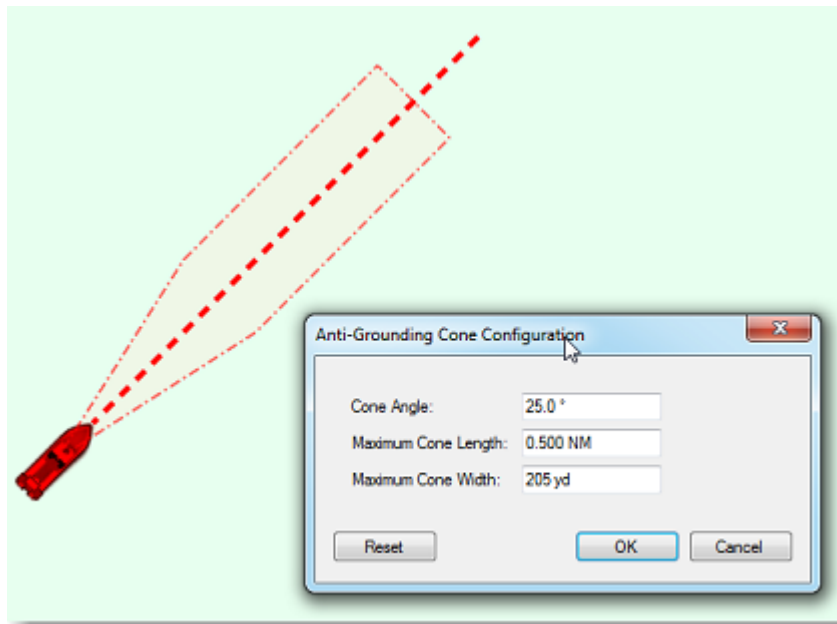 Anti-Grounding Cone Configuration
Cone Angle: 25.0 °
Maximum Cone Length: 0.500 NM
Maximum Cone Width: 205 yd
Reset OK Cancel